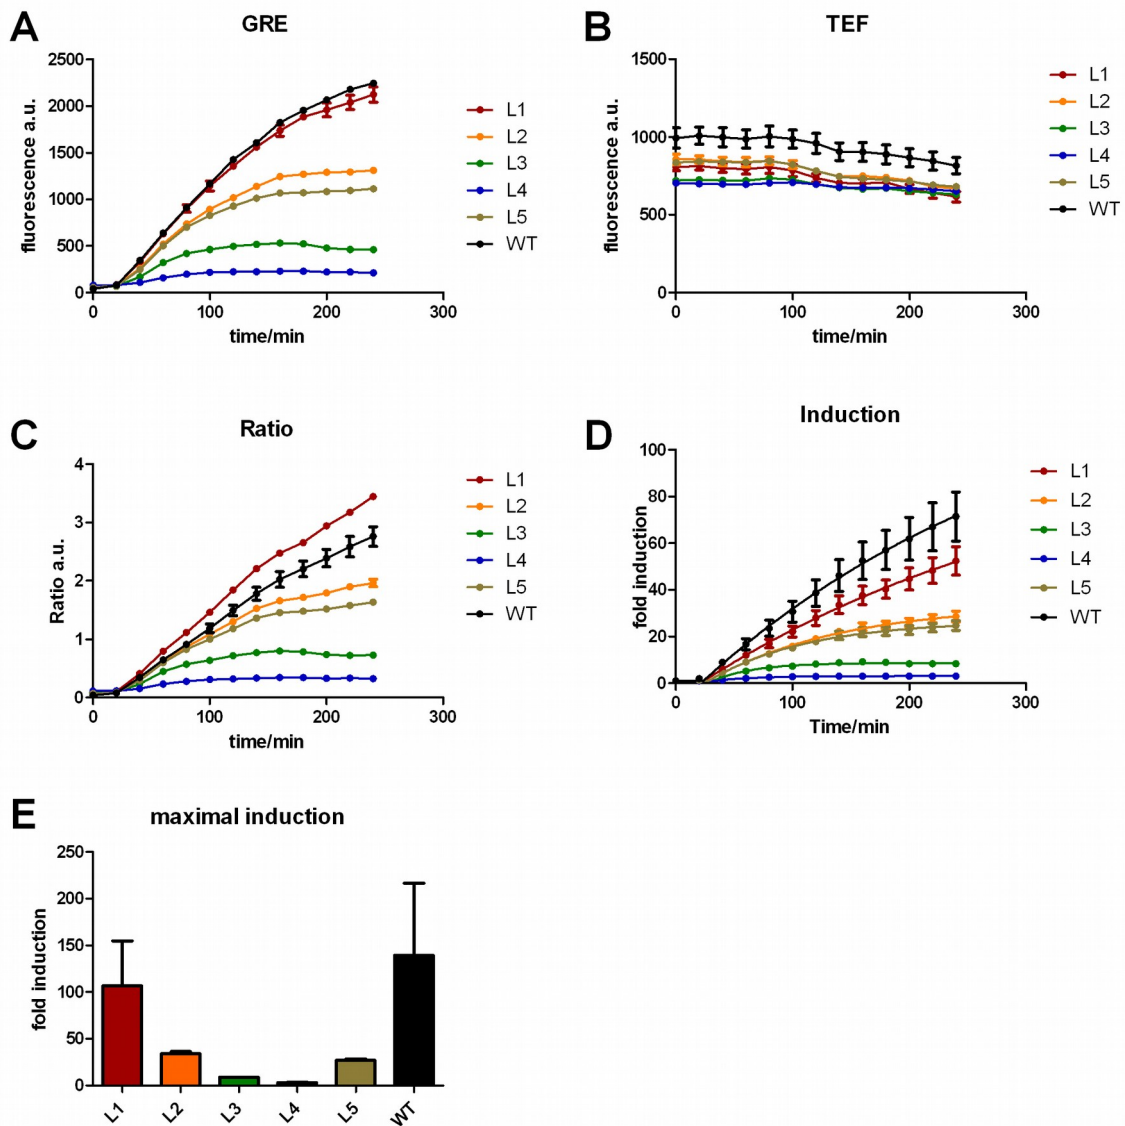 A
GRE
fluorescence a.u.
2500
2000
1500
1000
500
0
0
100
200
300
time/min
L1
L2
L3
L4
L5
WT
B
TEF
fluorescence a.u.
1500
1000
500
0
0
100
200
300
time/min
L1
L2
L3
L4
L5
WT
C
Ratio
Ratio a.u.
4
3
2
1
0
0
100
200
300
time/min
L1
L2
L3
L4
L5
WT
D
Induction
fold induction
100
80
60
40
20
0
0
100
200
300
Time/min
L1
L2
L3
L4
L5
WT
E
maximal induction
fold induction
250
200
150
100
50
0
L1
L2
L3
L4
L5
WT